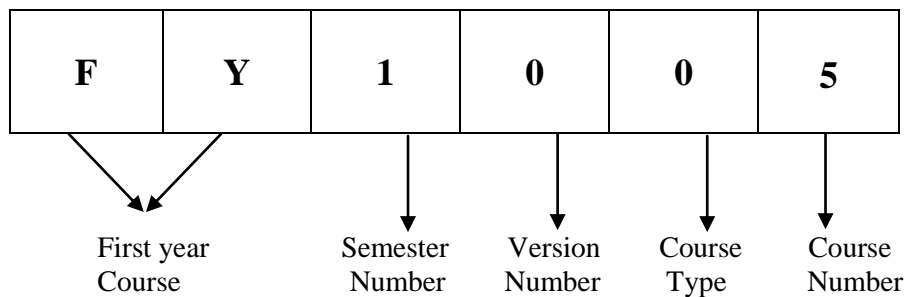 F Y 1 0 0 5
First year Semester Version Course Course
Course Number Number Type Number